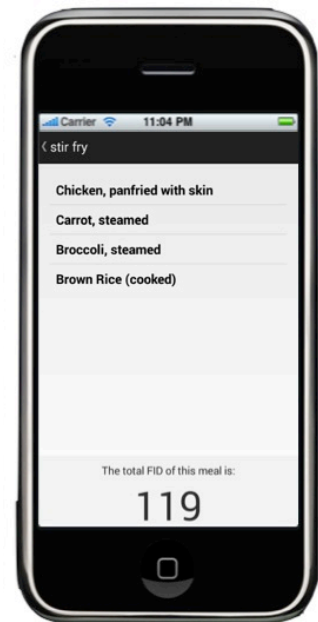 Carrier 11:04 PM
stir fry
Chicken, panfried with skin
Carrot, steamed
Broccoli, steamed
Brown Rice (cooked)
The total FID of this meal is:
119